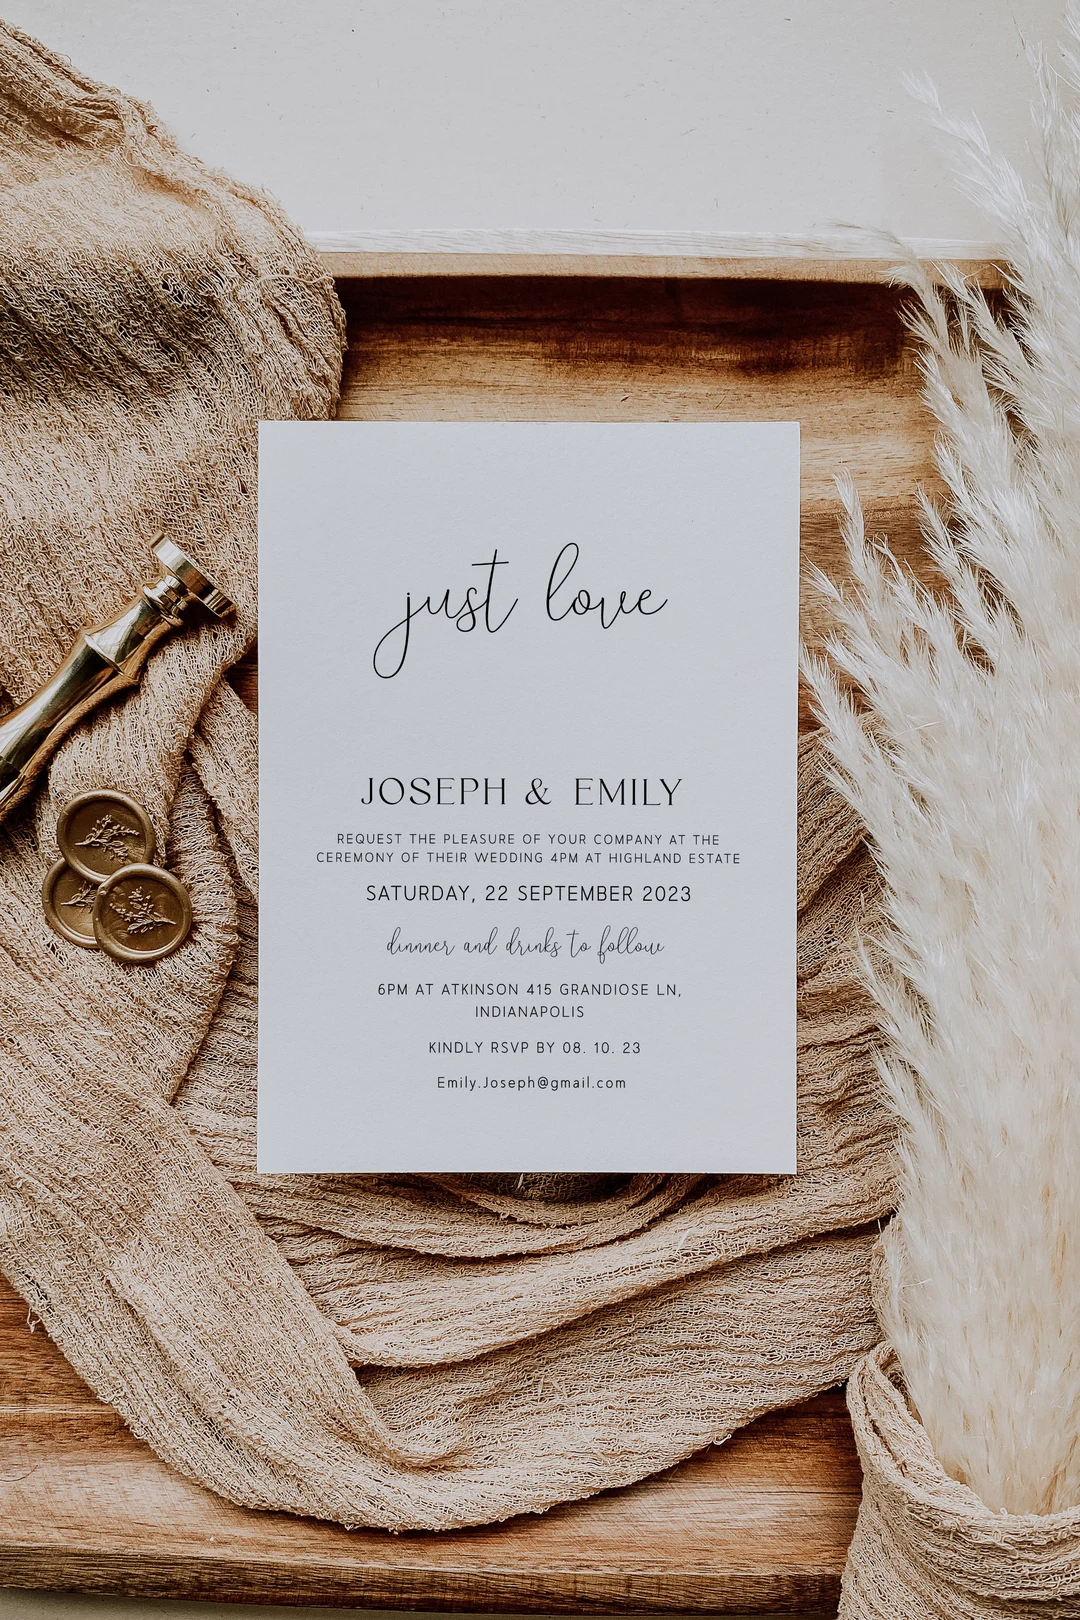 just love
JOSEPH & EMILY
REQUEST THE PLEASURE OF YOUR COMPANY AT THE
CEREMONY OF THEIR WEDDING 4PM AT HIGHLAND ESTATE
SATURDAY, 22 SEPTEMBER 2023
dinnner and drinks to follow
6PM AT ATKINSON 415 GRANDIOSE LN,
INDIANAPOLIS
KINDLY RSVP BY 08. 10. 23
Emily.Joseph@gmail.com